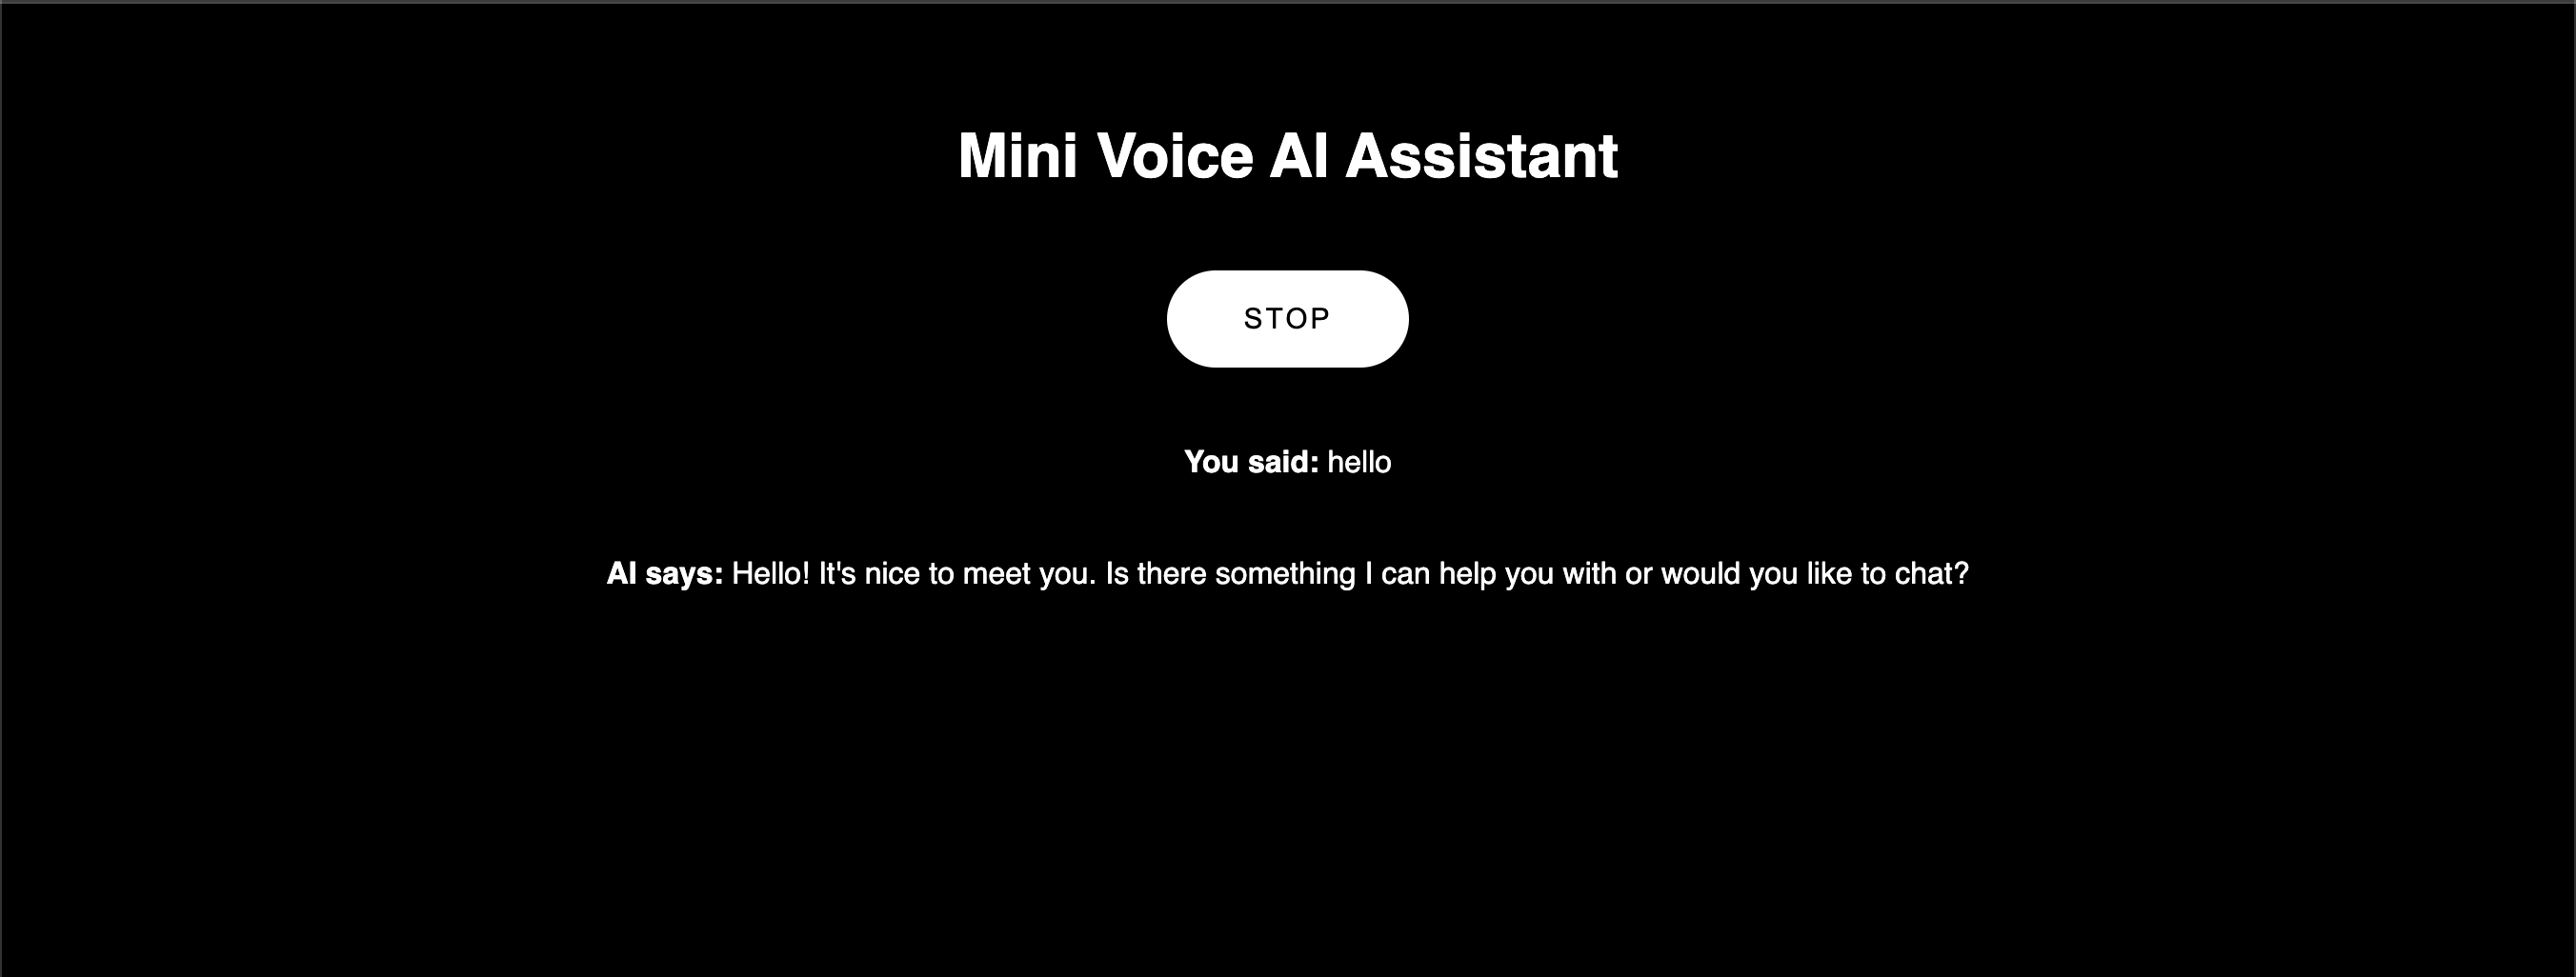 Mini Voice AI Assistant
STOP
You said: hello
AI says: Hello! It's nice to meet you. Is there something I can help you with or would you like to chat?